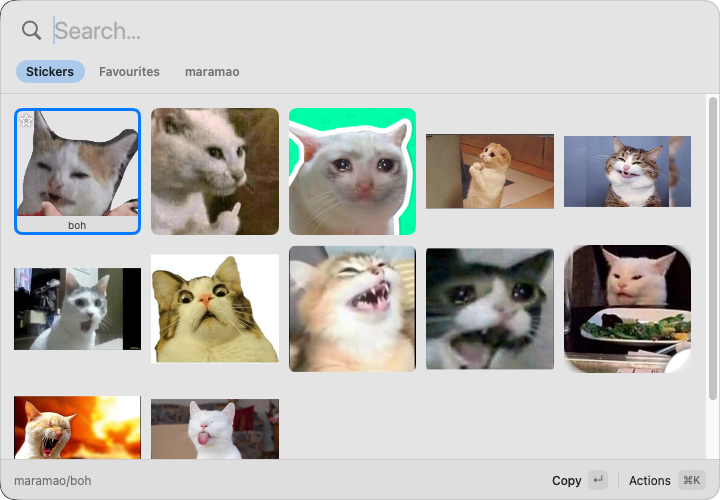 Search...
Stickers Favourites maramao
boh
maramao/boh Copy ↵ Actions ⌘K